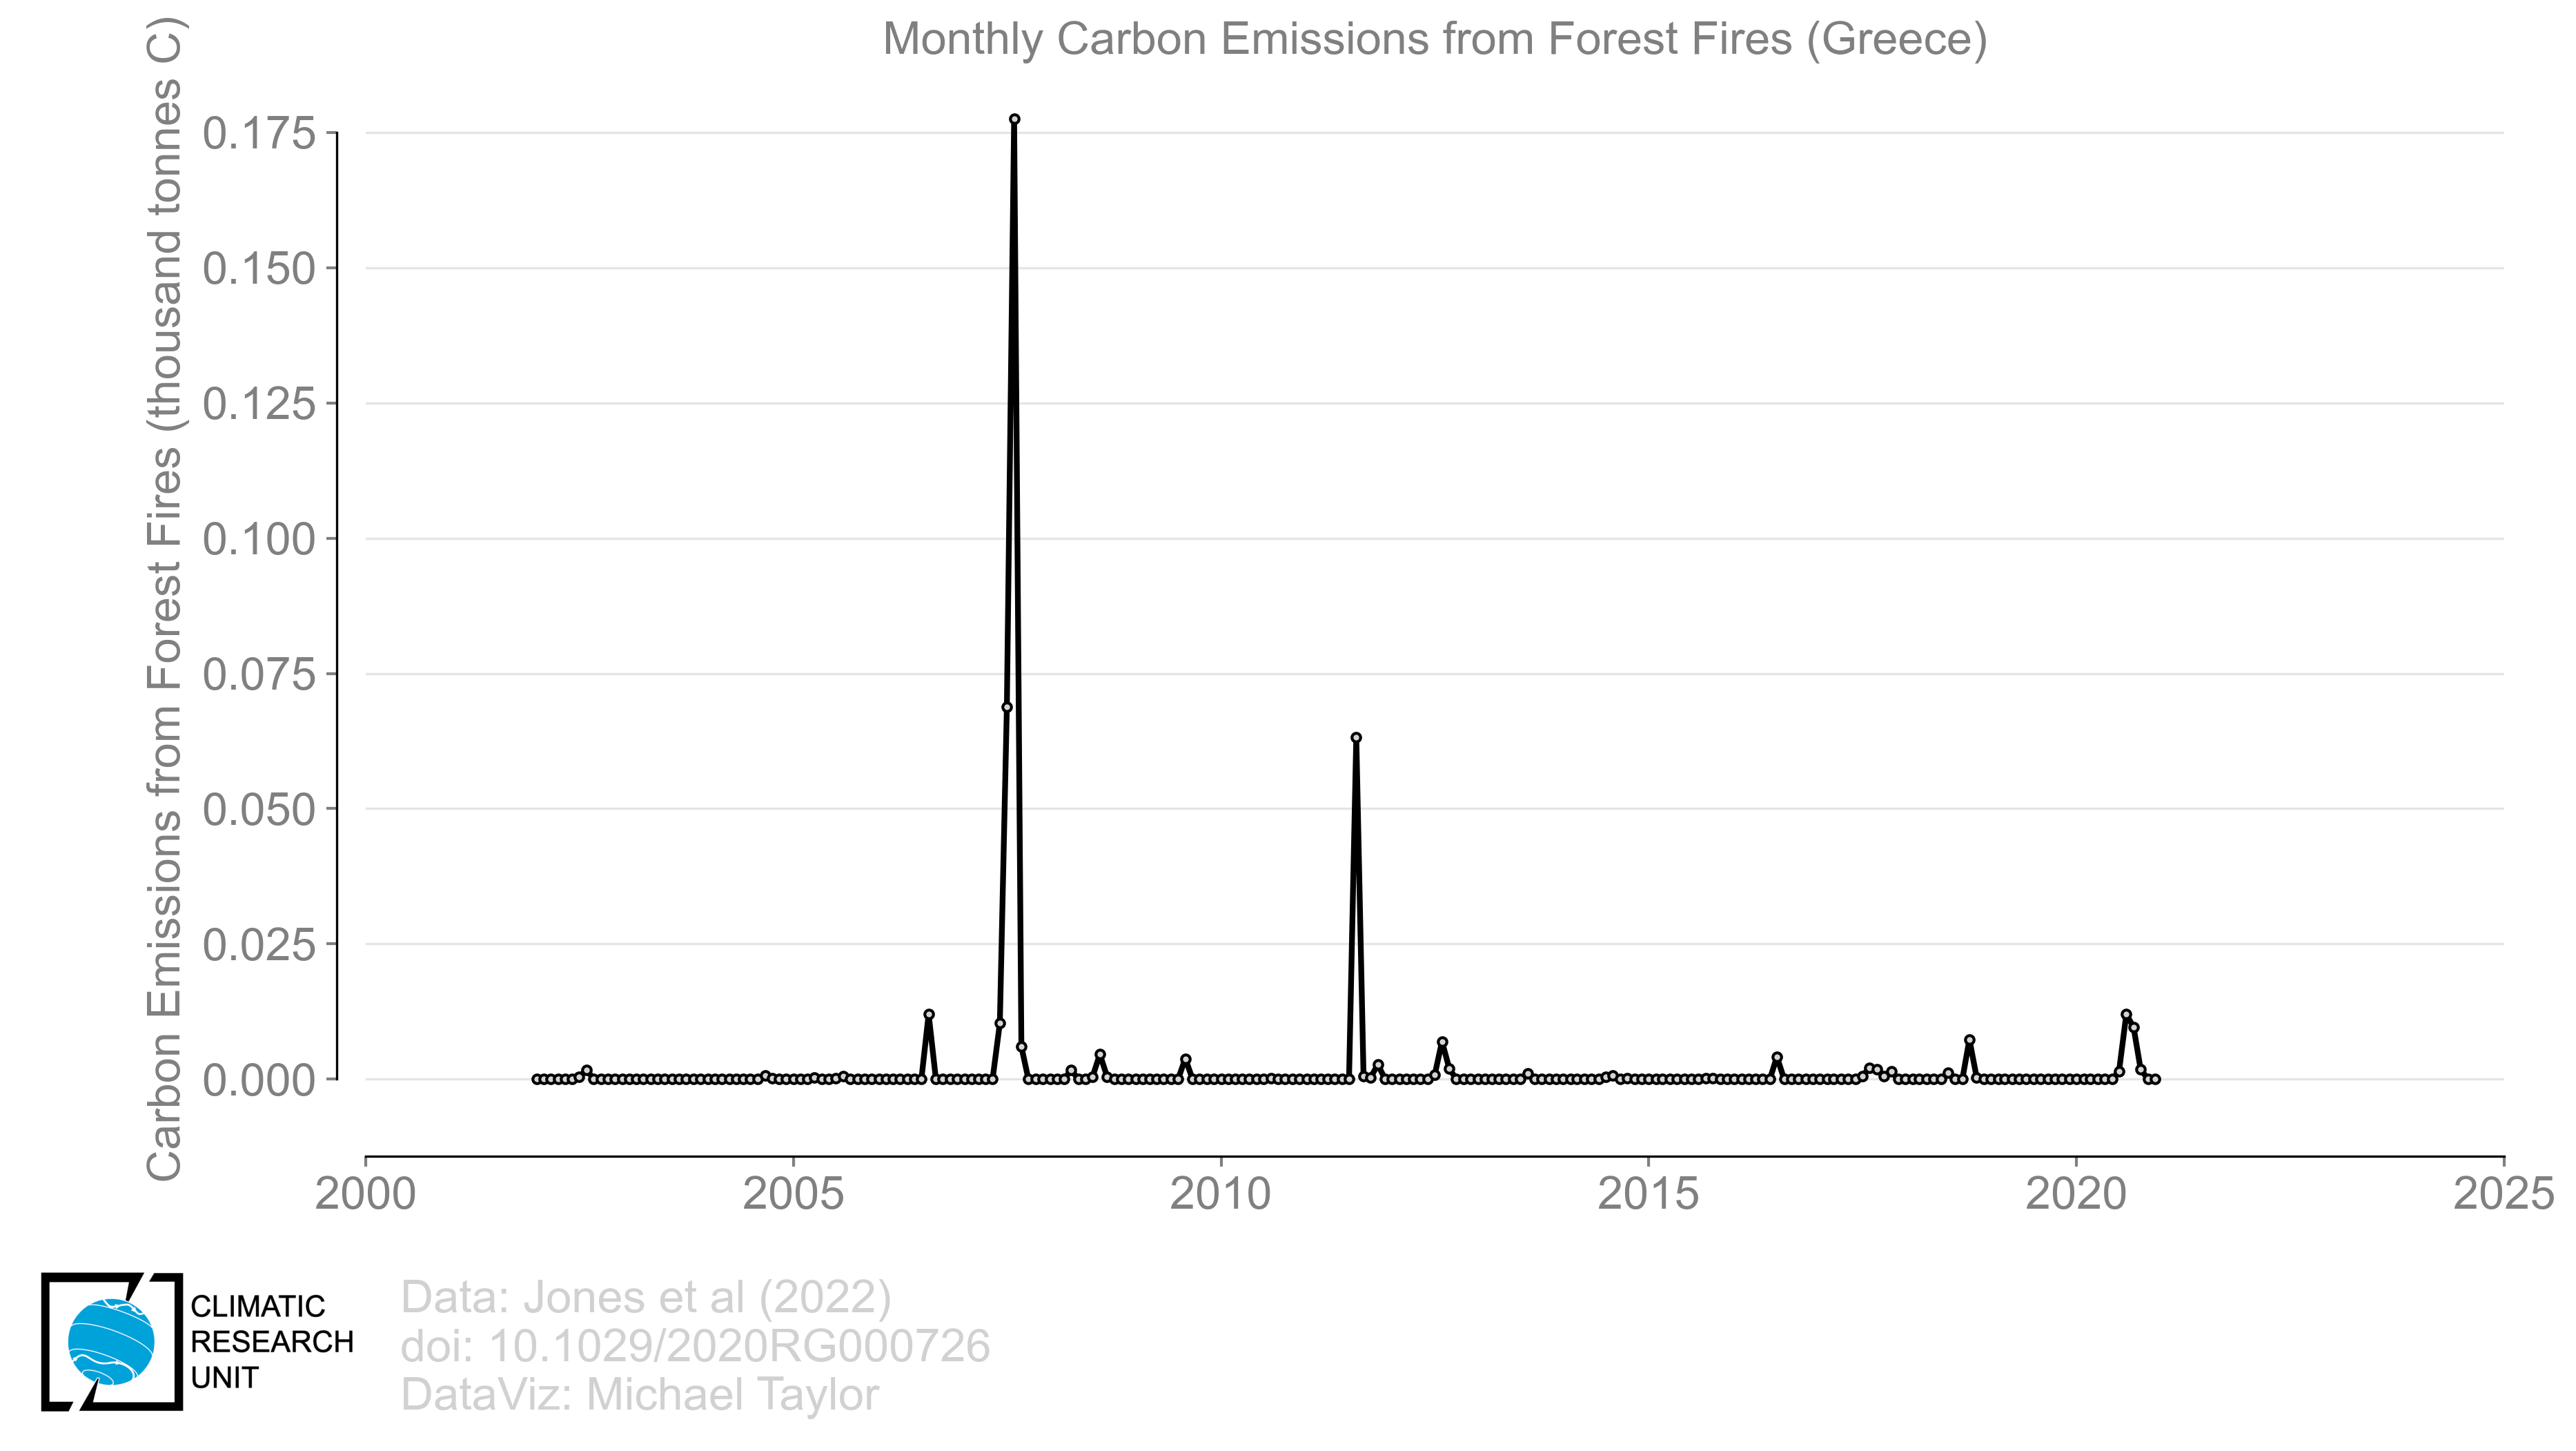 Monthly Carbon Emissions from Forest Fires (Greece)
Carbon Emissions from Forest Fires (thousand tonnes C)
0.175
0.150
0.125
0.100
0.075
0.050
0.025
0.000
2000
2005
2010
2015
2020
2025
CLIMATIC
RESEARCH
UNIT
Data: Jones et al (2022)
doi: 10.1029/2020RG000726
DataViz: Michael Taylor